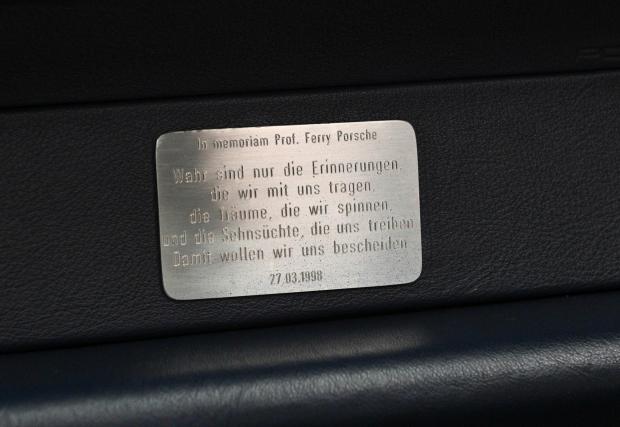 In memoriam Prof. Ferry Porsche
Wahr sind nur die Erinnerungen,
die wir mit uns tragen,
die Träume, die wir spinnen,
und die Sehnsüchte, die uns treiben
Damit wollen wir uns bescheiden
27.03.1998